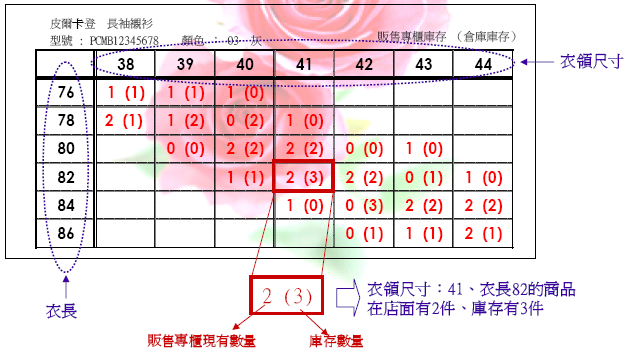 皮爾卡登 長袖襯衫
型號 : PCMB12345678 顏色 : 03 灰 販售專櫃庫存 (倉庫庫存)
38 39 40 41 42 43 44
衣領尺寸
76 1 (1) 1 (1) 1 (0)
78 2 (1) 1 (2) 0 (2) 1 (0)
80 0 (0) 2 (2) 2 (2) 0 (0) 1 (0)
82 1 (1) 2 (3) 2 (2) 0 (1) 1 (0)
84 1 (0) 0 (3) 2 (2) 2 (2)
86 0 (1) 1 (1) 2 (1)
衣長
2 (3)
衣領尺寸：41、衣長82的商品
在店面有2件、庫存有3件
販售專櫃現有數量
庫存數量